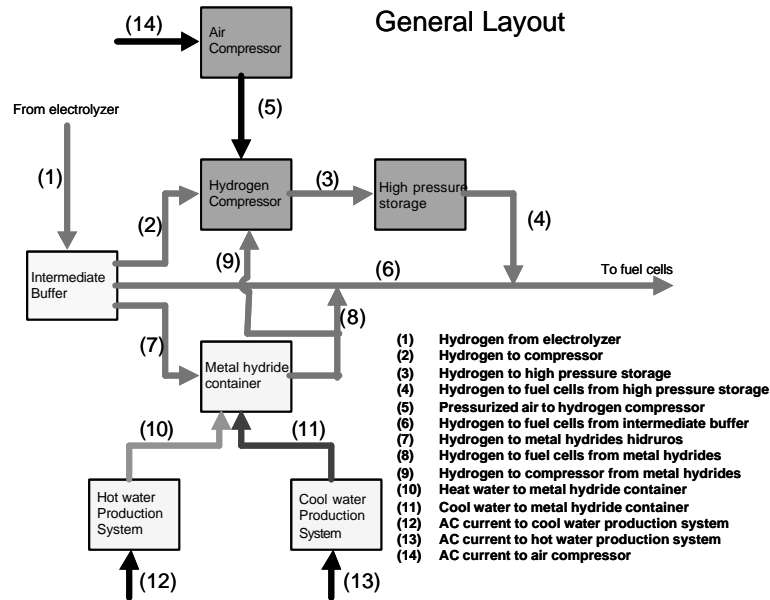 General Layout
(14)
Air
Compressor
(5)
From electrolyzer
(1)
(2)
Hydrogen
Compressor
(3)
High pressure
storage
(4)
(9)
(6)
To fuel cells
Intermediate
Buffer
(7)
(8)
Metal hydride
container
(10)
(11)
Hot water
Production
System
Cool water
Production
System
(12)
(13)
(1) Hydrogen from electrolyzer
(2) Hydrogen to compressor
(3) Hydrogen to high pressure storage
(4) Hydrogen to fuel cells from high pressure storage
(5) Pressurized air to hydrogen compressor
(6) Hydrogen to fuel cells from intermediate buffer
(7) Hydrogen to metal hydrides hidruros
(8) Hydrogen to fuel cells from metal hydrides
(9) Hydrogen to compressor from metal hydrides
(10) Heat water to metal hydride container
(11) Cool water to metal hydride container
(12) AC current to cool water production system
(13) AC current to hot water production system
(14) AC current to air compressor